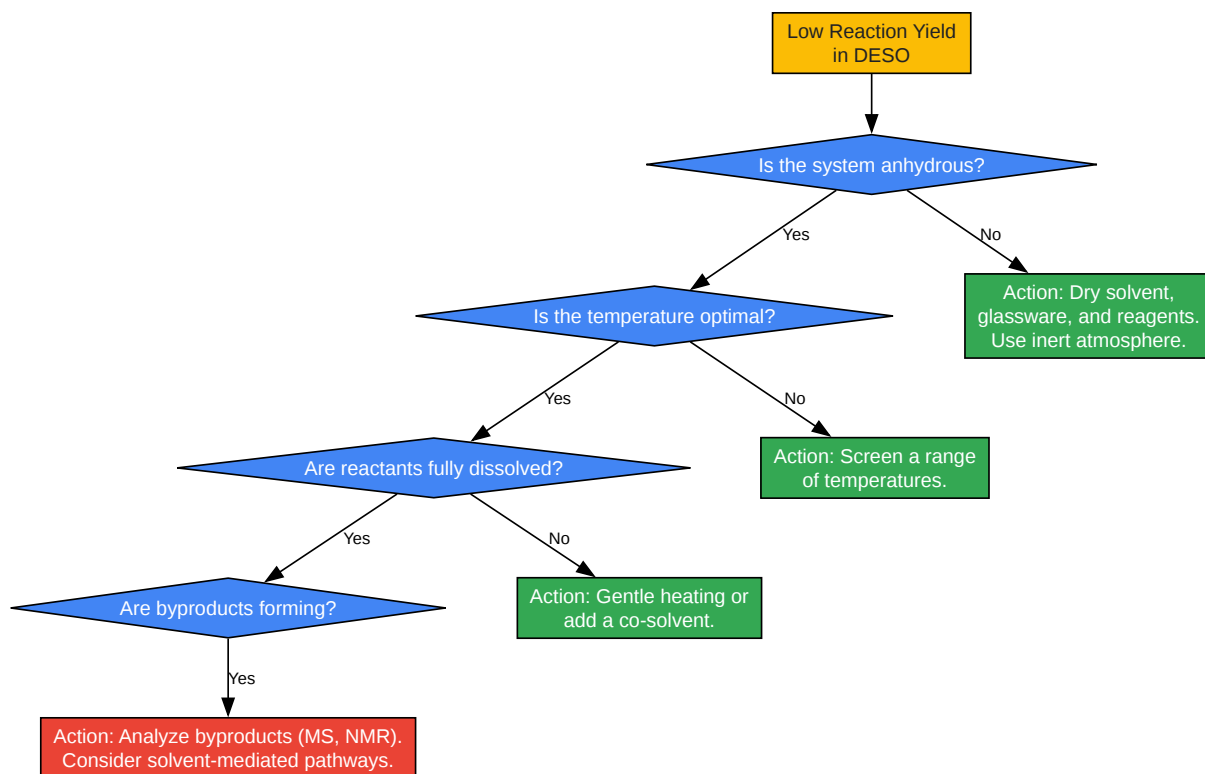 Low Reaction Yield
in DESO
Is the system anhydrous?
Yes
No
Action: Dry solvent,
glassware, and reagents.
Use inert atmosphere.
Is the temperature optimal?
Yes
No
Action: Screen a range
of temperatures.
Are reactants fully dissolved?
Yes
No
Action: Gentle heating or
add a co-solvent.
Are byproducts forming?
Yes
Action: Analyze byproducts (MS, NMR).
Consider solvent-mediated pathways.